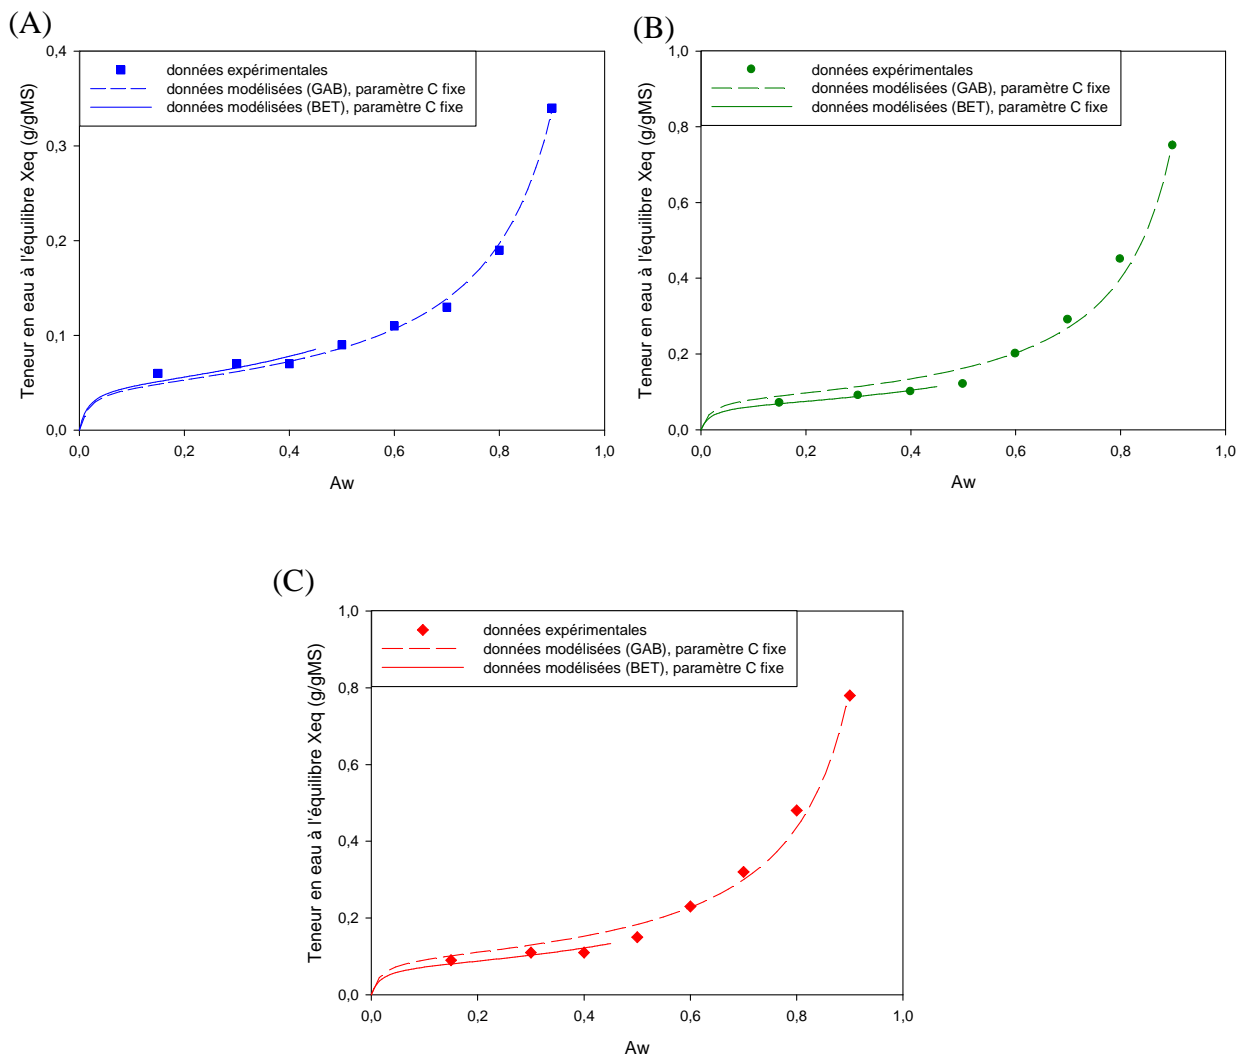 (A)
0,4
0,3
0,2
0,1
0,0
données expérimentales
données modélisées (GAB), paramètre C fixe
données modélisées (BET), paramètre C fixe
Teneur en eau à l'équilibre Xeq (g/gMS)
0,0 0,2 0,4 0,6 0,8 1,0
Aw
(B)
1,0
0,8
0,6
0,4
0,2
0,0
données expérimentales
données modélisées (GAB), paramètre C fixe
données modélisées (BET), paramètre C fixe
Teneur en eau à l'équilibre Xeq (g/gMS)
0,0 0,2 0,4 0,6 0,8 1,0
Aw
(C)
1,0
0,8
0,6
0,4
0,2
0,0
données expérimentales
données modélisées (GAB), paramètre C fixe
données modélisées (BET), paramètre C fixe
Teneur en eau à l'équilibre Xeq (g/gMS)
0,0 0,2 0,4 0,6 0,8 1,0
Aw